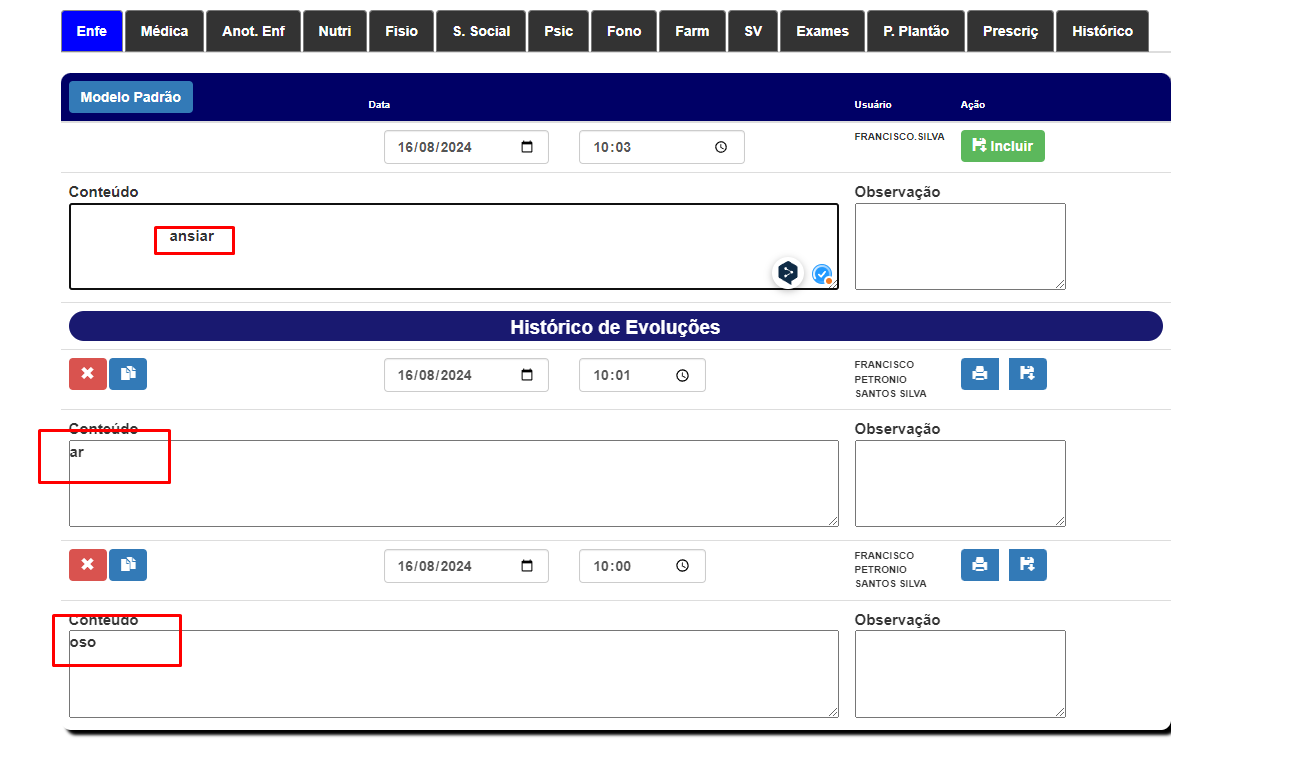 Enfe Médica Anot. Enf Nutri Fisio S. Social Psic Fono Farm SV Exames P. Plantão Prescriç Histórico
Modelo Padrão Data Usuário Ação
16/08/2024 10:03 FRANCISCO.SILVA Incluir
Conteúdo Observação
ansiar
Histórico de Evoluções
16/08/2024 10:01 FRANCISCO
PETRONIO
SANTOS SILVA
Conteúdo Observação
ar
16/08/2024 10:00 FRANCISCO
PETRONIO
SANTOS SILVA
Conteúdo Observação
oso